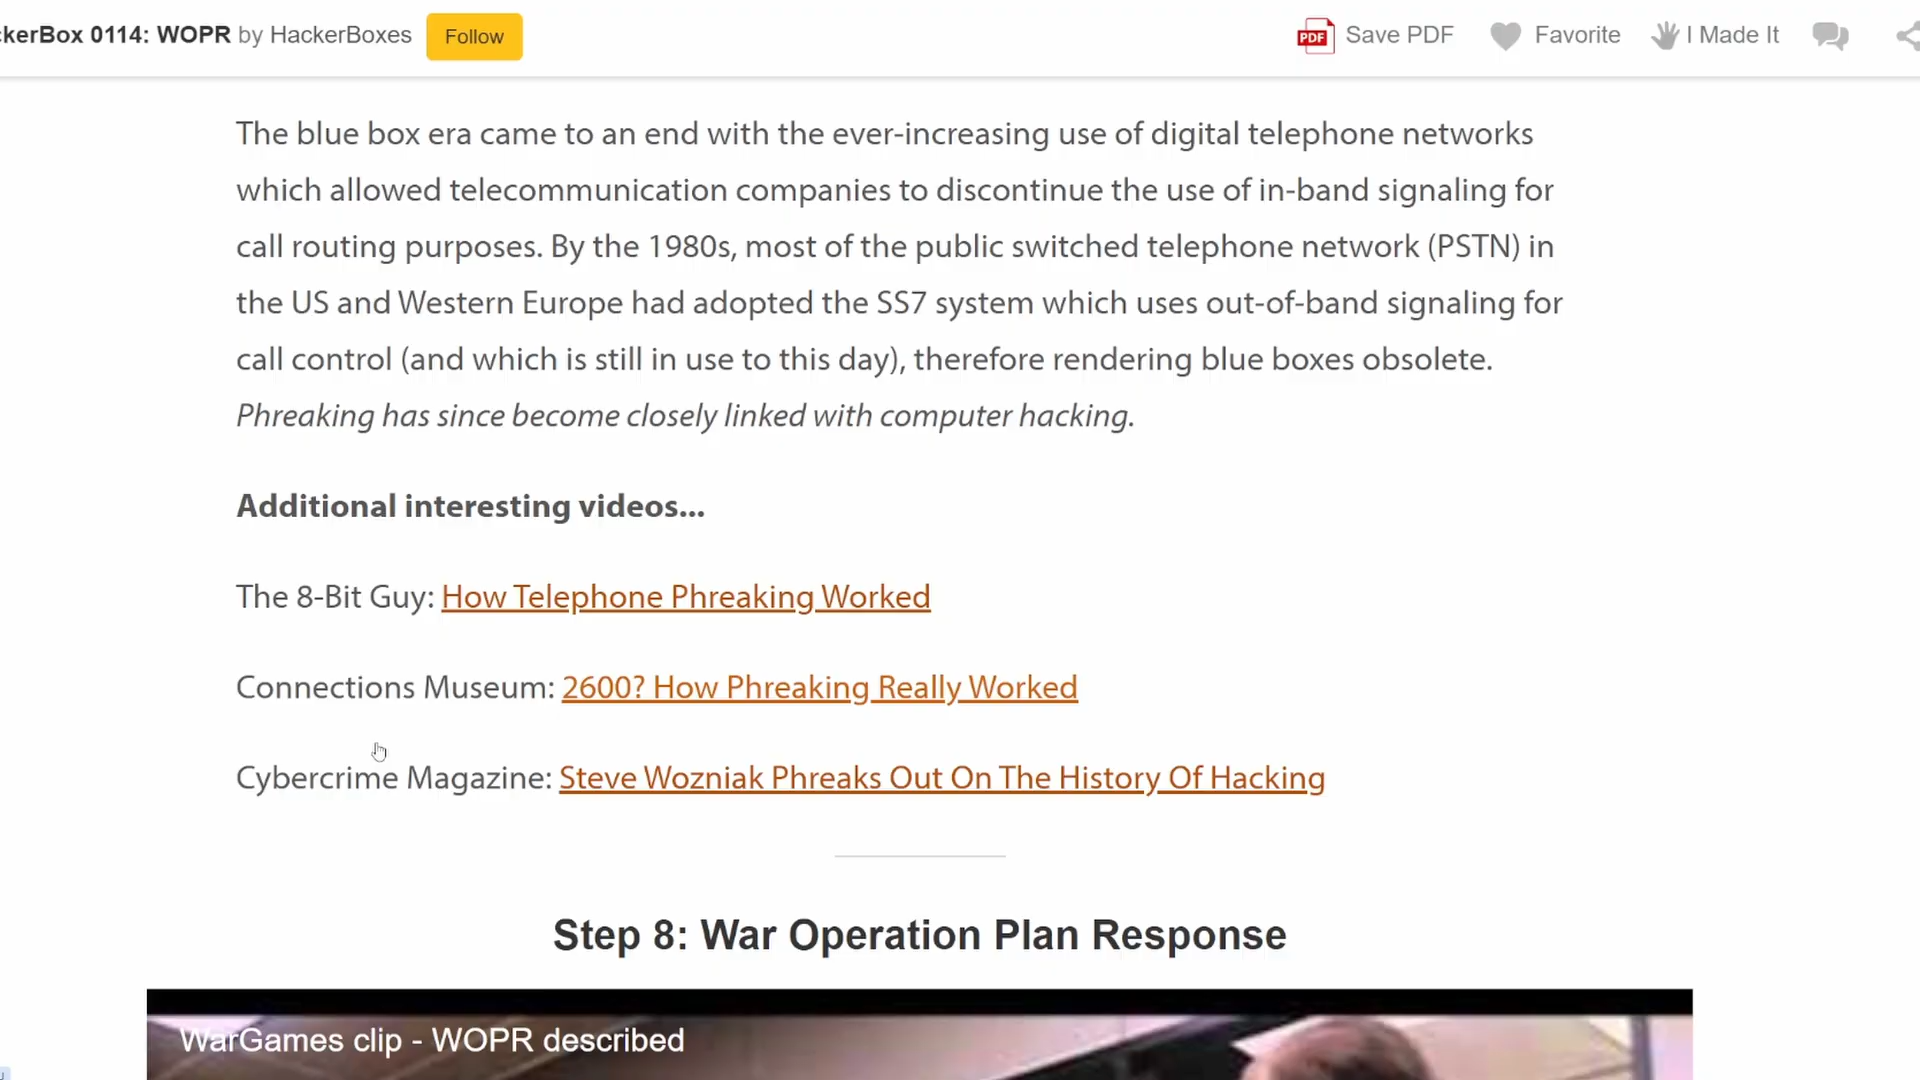 ckerBox 0114: WOPR by HackerBoxes Follow PDF Save PDF Favorite I Made It
The blue box era came to an end with the ever-increasing use of digital telephone networks
which allowed telecommunication companies to discontinue the use of in-band signaling for
call routing purposes. By the 1980s, most of the public switched telephone network (PSTN) in
the US and Western Europe had adopted the SS7 system which uses out-of-band signaling for
call control (and which is still in use to this day), therefore rendering blue boxes obsolete.
Phreaking has since become closely linked with computer hacking.
Additional interesting videos...
The 8-Bit Guy: How Telephone Phreaking Worked
Connections Museum: 2600? How Phreaking Really Worked
Cybercrime Magazine: Steve Wozniak Phreaks Out On The History Of Hacking
Step 8: War Operation Plan Response
WarGames clip - WOPR described